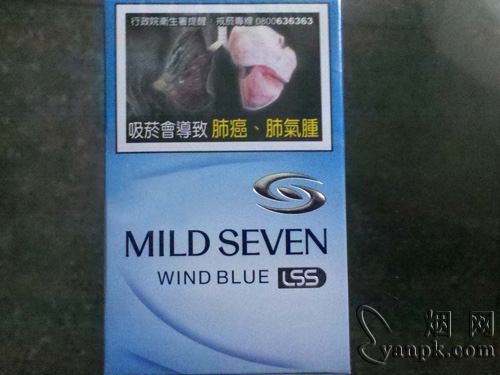 行政院衛生署提醒：戒菸專線 0800636363
吸菸會導致 肺癌、肺氣腫
MILD SEVEN
WIND BLUE LSS
烟 网
yanpk.com